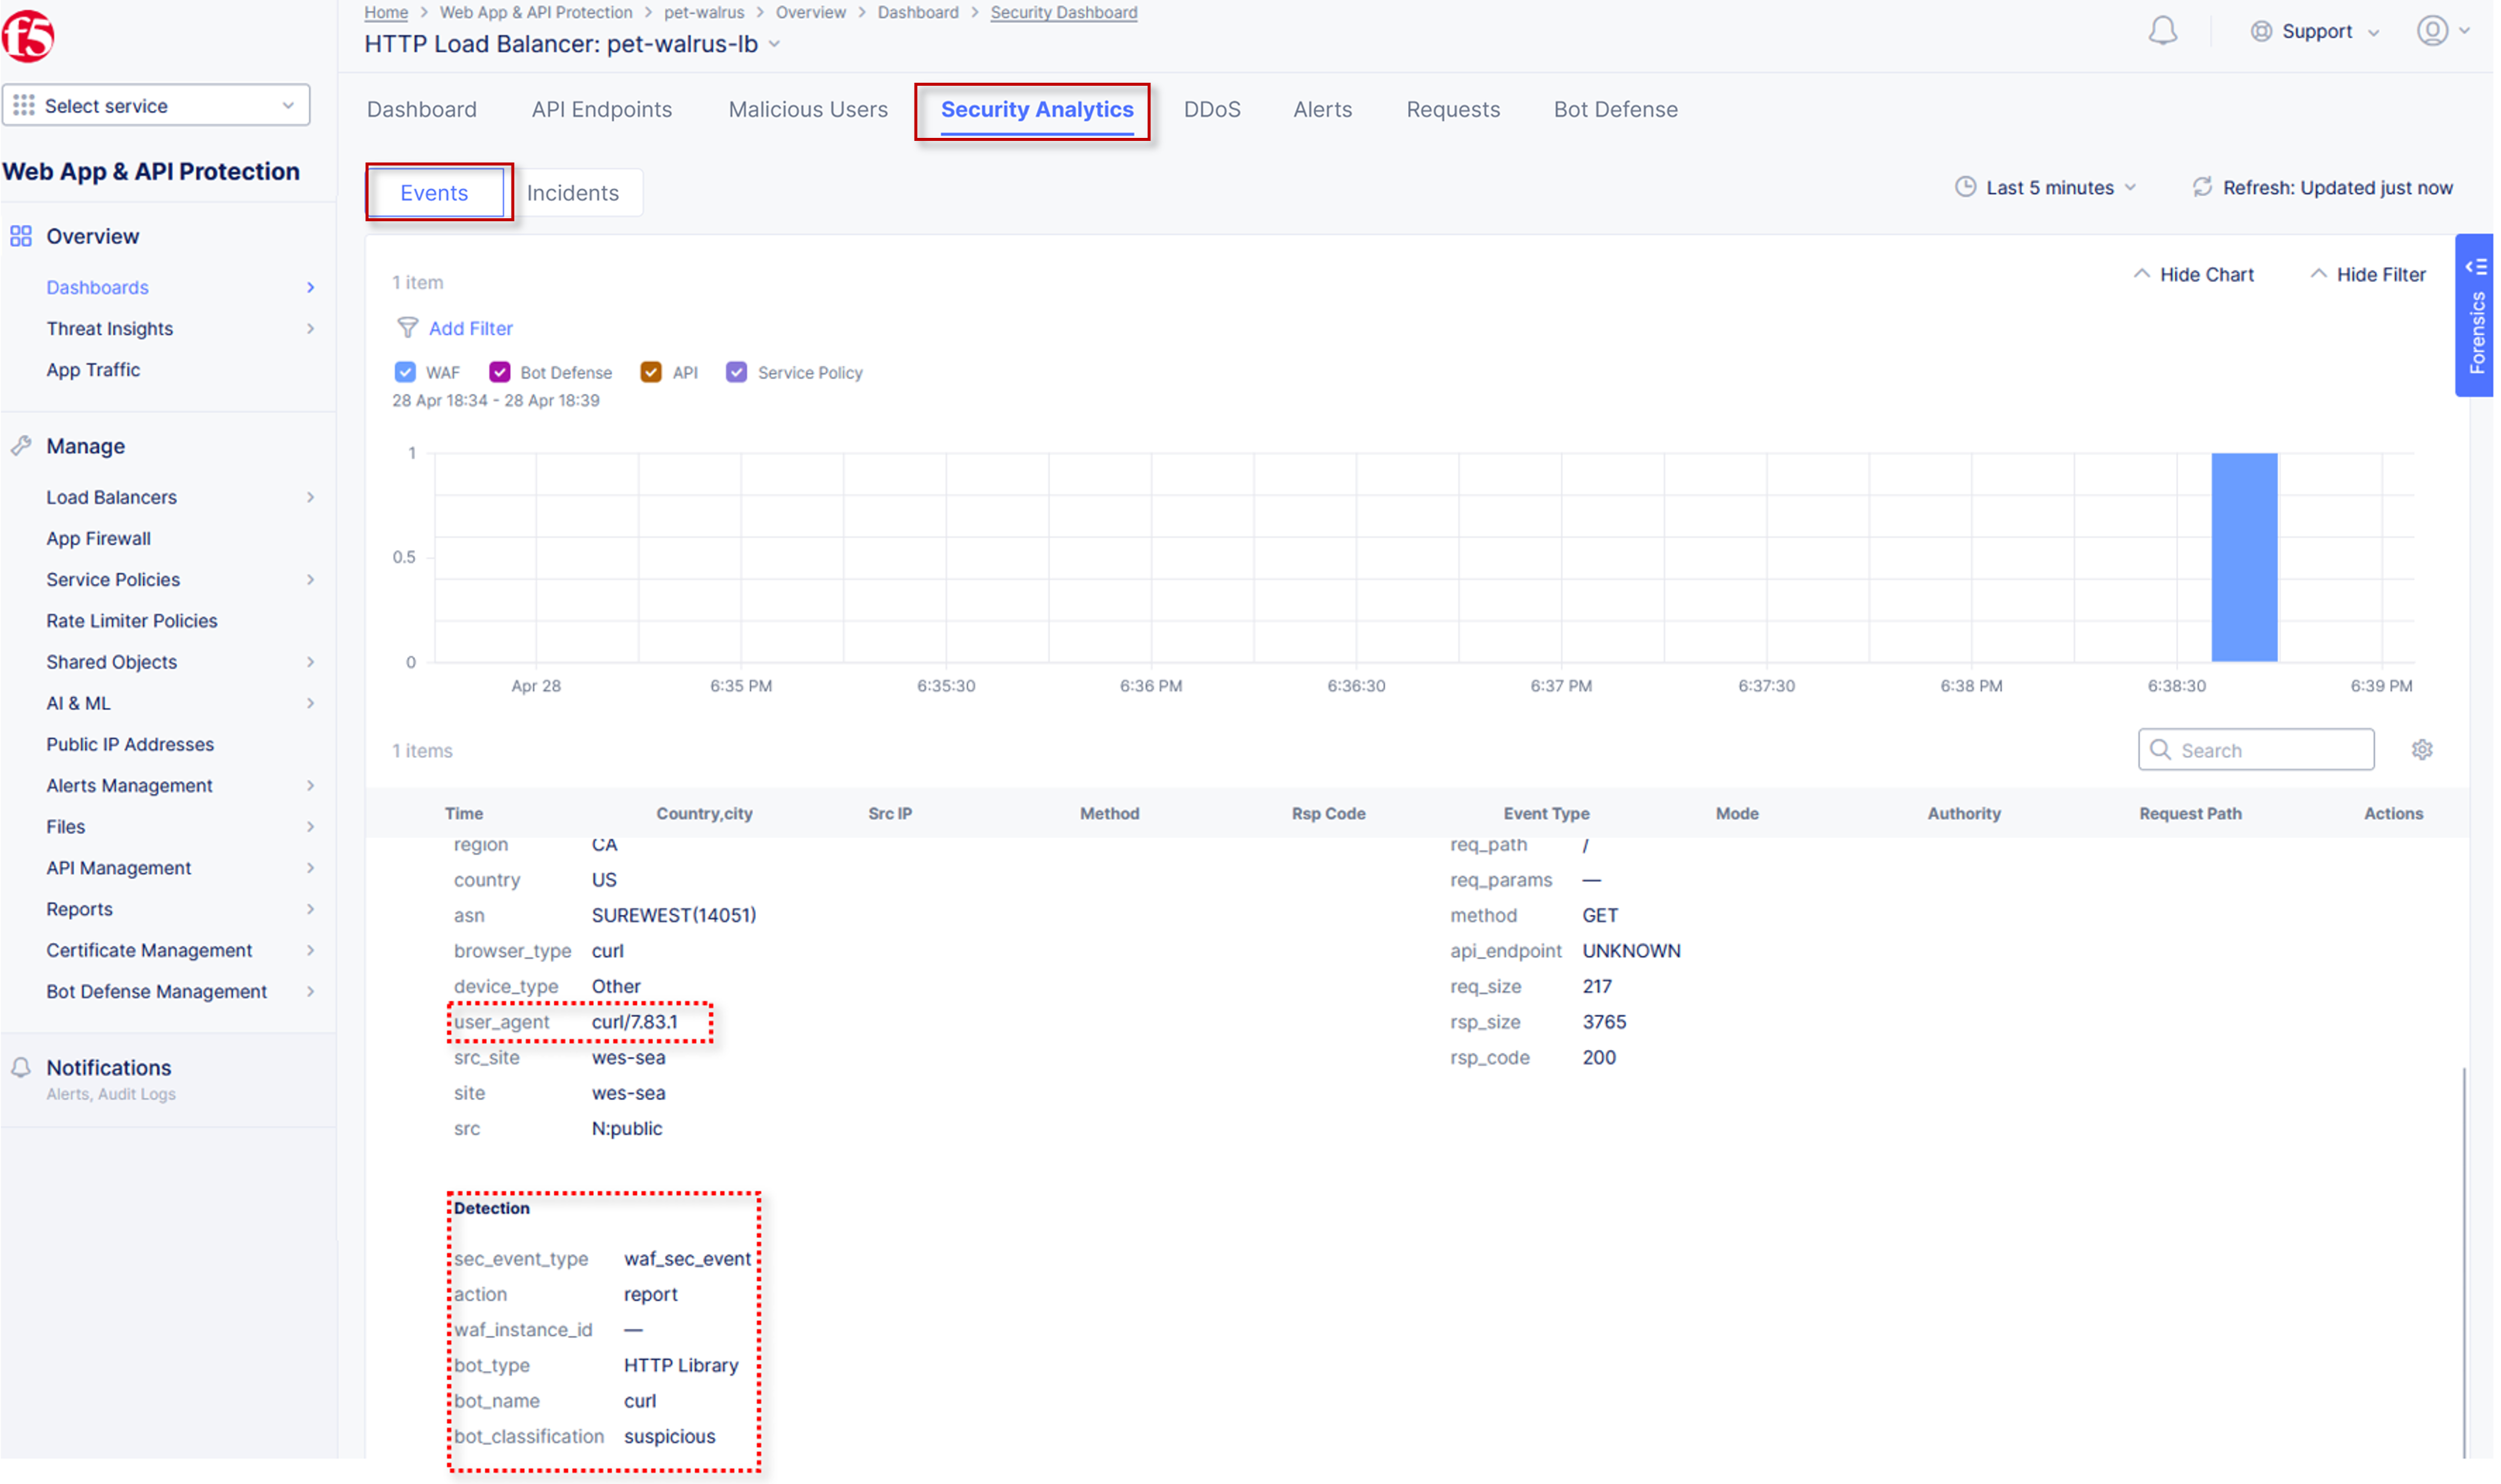 f5
Home > Web App & API Protection > pet-walrus > Overview > Dashboard > Security Dashboard
HTTP Load Balancer: pet-walrus-lb
Support
Select service
Dashboard API Endpoints Malicious Users Security Analytics DDoS Alerts Requests Bot Defense
Web App & API Protection
Events Incidents
Last 5 minutes Refresh: Updated just now
Overview
Dashboards
Threat Insights
App Traffic
Manage
Load Balancers
App Firewall
Service Policies
Rate Limiter Policies
Shared Objects
AI & ML
Public IP Addresses
Alerts Management
Files
API Management
Reports
Certificate Management
Bot Defense Management
Notifications
Alerts, Audit Logs
1 item
Hide Chart Hide Filter
Forensics
Add Filter
WAF Bot Defense API Service Policy
28 Apr 18:34 - 28 Apr 18:39
1
0.5
0
Apr 28 6:35 PM 6:35:30 6:36 PM 6:36:30 6:37 PM 6:37:30 6:38 PM 6:38:30 6:39 PM
1 items
Search
Time Country,city Src IP Method Rsp Code Event Type Mode Authority Request Path Actions
region CA
country US
asn SUREWEST(14051)
browser_type curl
device_type Other
user_agent curl/7.83.1
src_site wes-sea
site wes-sea
src N:public
req_path /
req_params —
method GET
api_endpoint UNKNOWN
req_size 217
rsp_size 3765
rsp_code 200
Detection
sec_event_type waf_sec_event
action report
waf_instance_id —
bot_type HTTP Library
bot_name curl
bot_classification suspicious